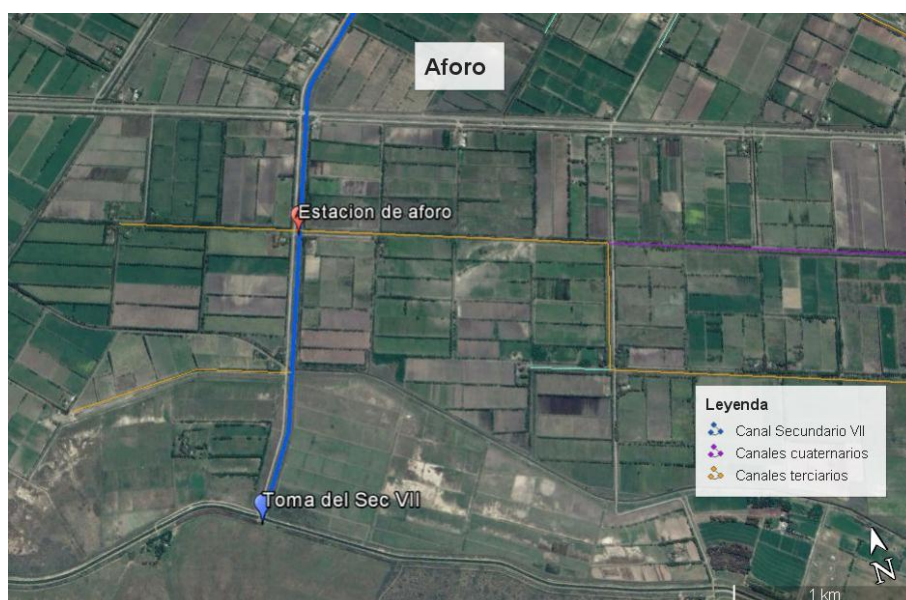 Aforo
Estacion de aforo
Toma del Sec VII
Leyenda
Canal Secundario VII
Canales cuaternarios
Canales terciarios
N
1 km